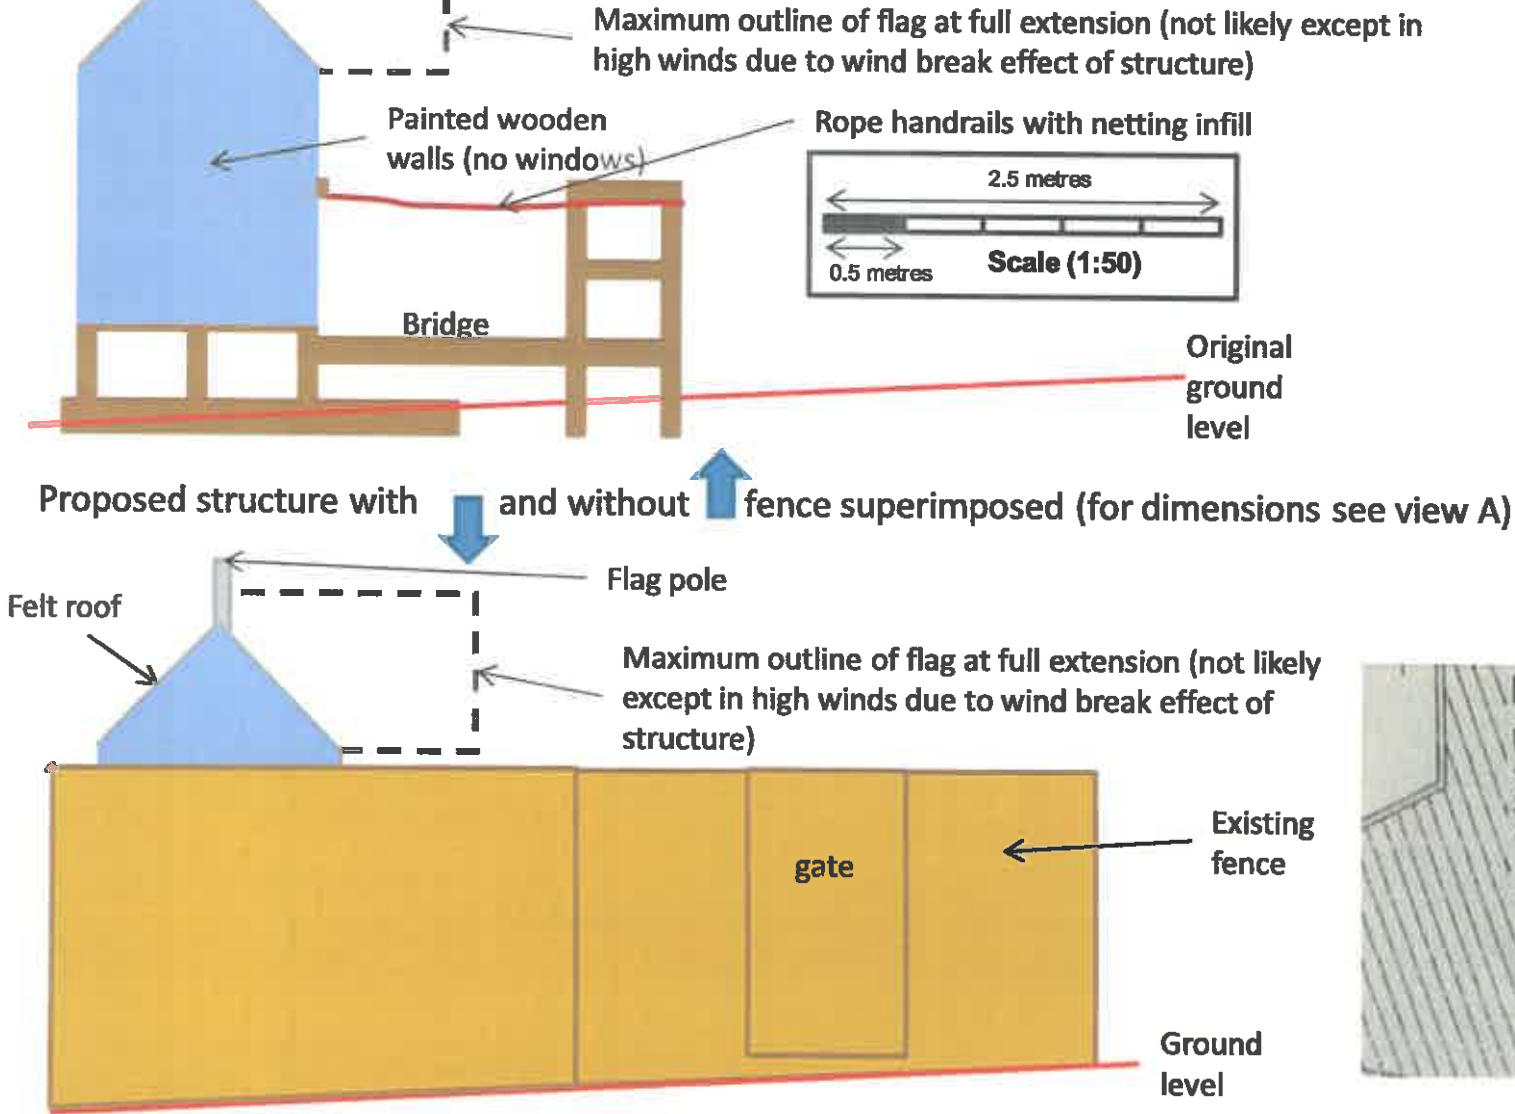 Maximum outline of flag at full extension (not likely except in
high winds due to wind break effect of structure)
Painted wooden
walls (no windows)
Rope handrails with netting infill
2.5 metres
0.5 metres
Scale (1:50)
Bridge
Original
ground
level
Proposed structure with and without fence superimposed (for dimensions see view A)
Flag pole
Felt roof
Maximum outline of flag at full extension (not likely
except in high winds due to wind break effect of
structure)
gate
Existing
fence
Ground
level